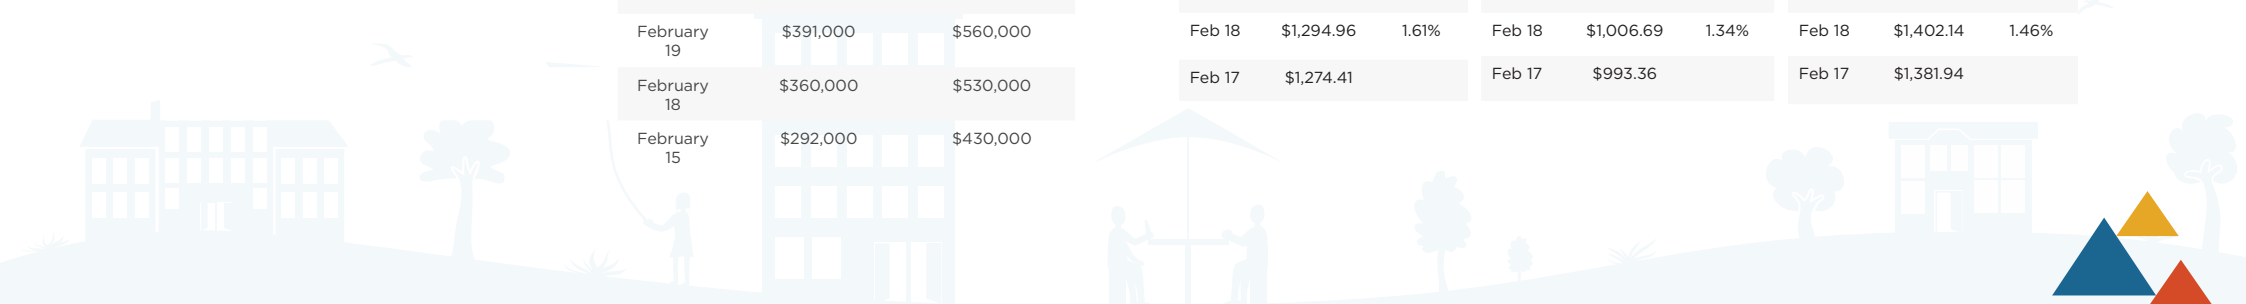 February $391,000 $560,000
19
February $360,000 $530,000
18
February $292,000 $430,000
15
Feb 18 $1,294.96 1.61%
Feb 17 $1,274.41
Feb 18 $1,006.69 1.34%
Feb 17 $993.36
Feb 18 $1,402.14 1.46%
Feb 17 $1,381.94